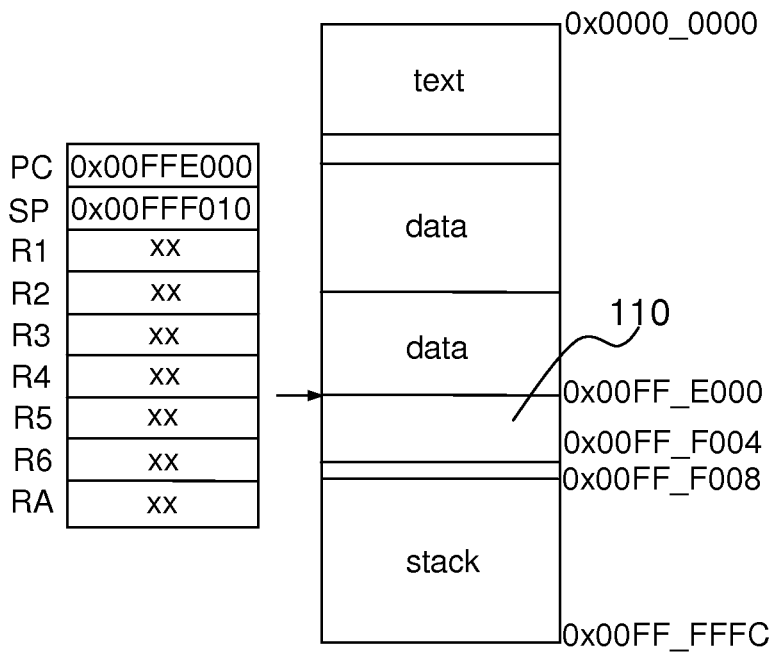 PC 0x00FFE000
SP 0x00FFF010
R1 xx
R2 xx
R3 xx
R4 xx
R5 xx
R6 xx
RA xx
0x0000_0000
text
data
data
110
0x00FF_E000
0x00FF_F004
0x00FF_F008
stack
0x00FF_FFFC